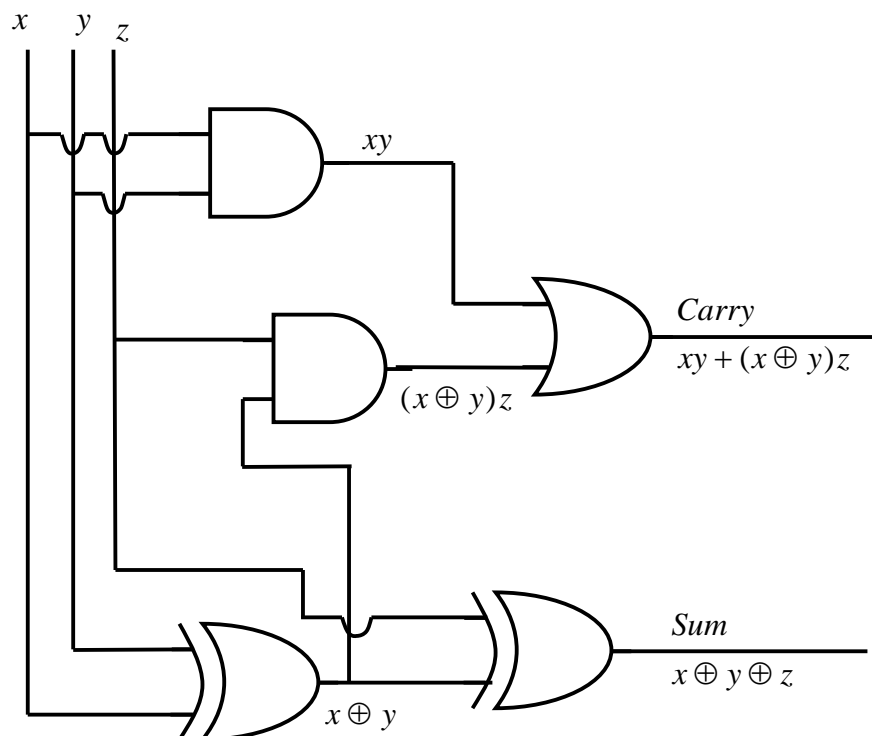 x y z
xy
Carry
xy + (x ⊕ y)z
(x ⊕ y)z
Sum
x ⊕ y ⊕ z
x ⊕ y